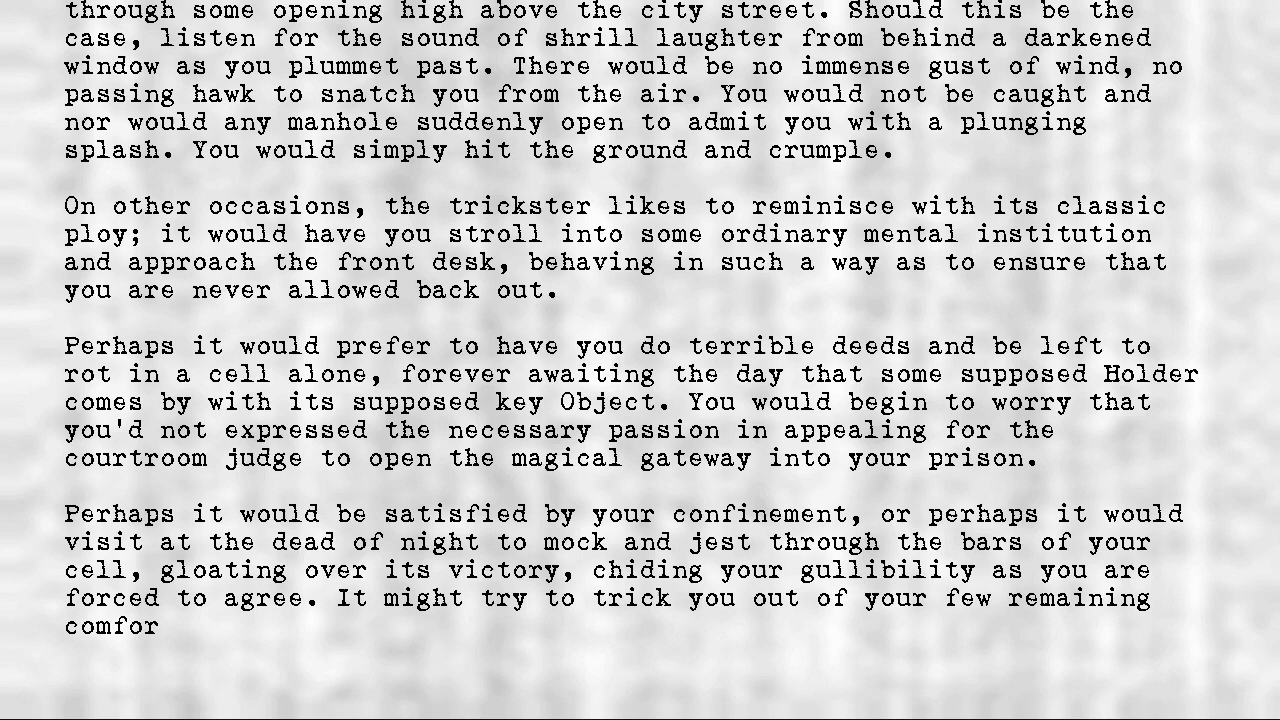 through some opening high above the city street. Should this be the
case, listen for the sound of shrill laughter from behind a darkened
window as you plummet past. There would be no immense gust of wind, no
passing hawk to snatch you from the air. You would not be caught and
nor would any manhole suddenly open to admit you with a plunging
splash. You would simply hit the ground and crumple.

On other occasions, the trickster likes to reminisce with its classic
ploy; it would have you stroll into some ordinary mental institution
and approach the front desk, behaving in such a way as to ensure that
you are never allowed back out.

Perhaps it would prefer to have you do terrible deeds and be left to
rot in a cell alone, forever awaiting the day that some supposed Holder
comes by with its supposed key Object. You would begin to worry that
you'd not expressed the necessary passion in appealing for the
courtroom judge to open the magical gateway into your prison.

Perhaps it would be satisfied by your confinement, or perhaps it would
visit at the dead of night to mock and jest through the bars of your
cell, gloating over its victory, chiding your gullibility as you are
forced to agree. It might try to trick you out of your few remaining
comfor